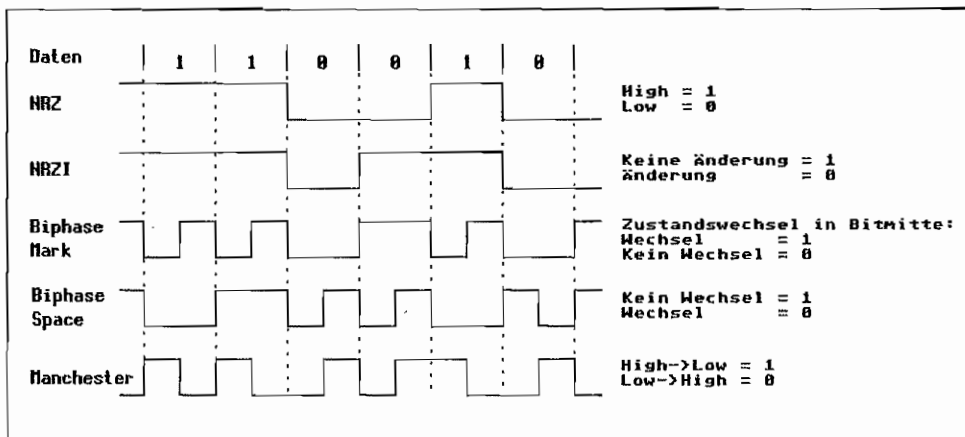 Daten | 1 | 1 | 0 | 0 | 1 | 0 |
NRZ
High = 1
Low = 0
NRZI
Keine Änderung = 1
Änderung = 0
Biphase
Mark
Zustandswechsel in Bitmitte:
Wechsel = 1
Kein Wechsel = 0
Biphase
Space
Kein Wechsel = 1
Wechsel = 0
Manchester
High->Low = 1
Low->High = 0